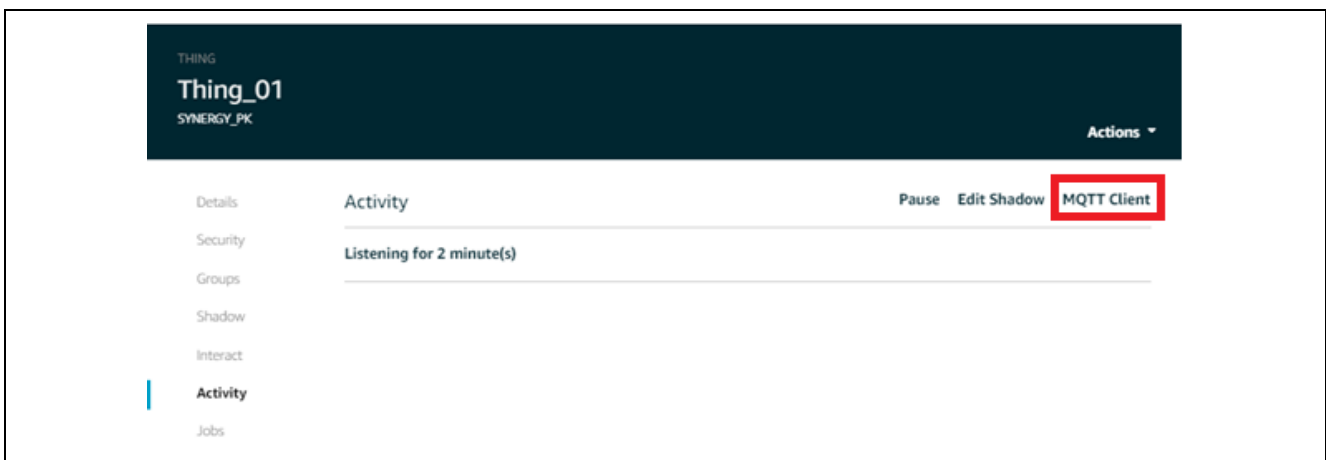 THING
Thing_01
SYNERGY_PK
Actions
Details
Security
Groups
Shadow
Interact
Activity
Jobs
Activity
Pause Edit Shadow MQTT Client
Listening for 2 minute(s)